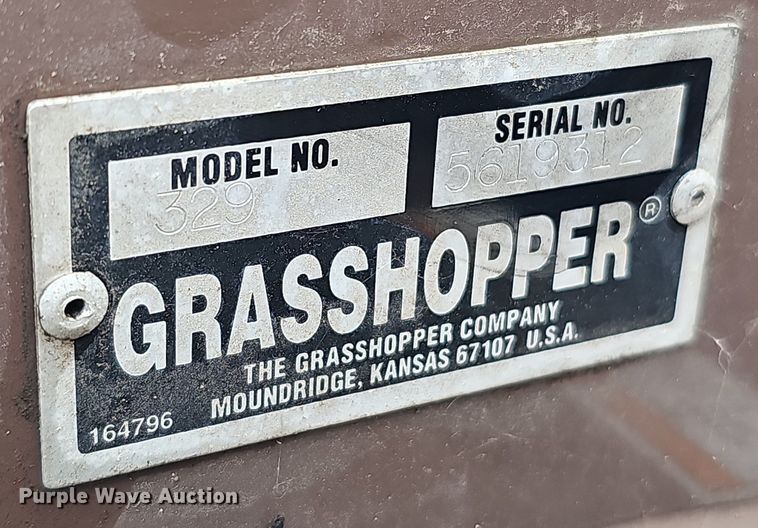 MODEL NO.
329
SERIAL NO.
5619312
GRASSHOPPER®
THE GRASSHOPPER COMPANY
MOUNDRIDGE, KANSAS 67107 U.S.A.
164796
Purple Wave Auction